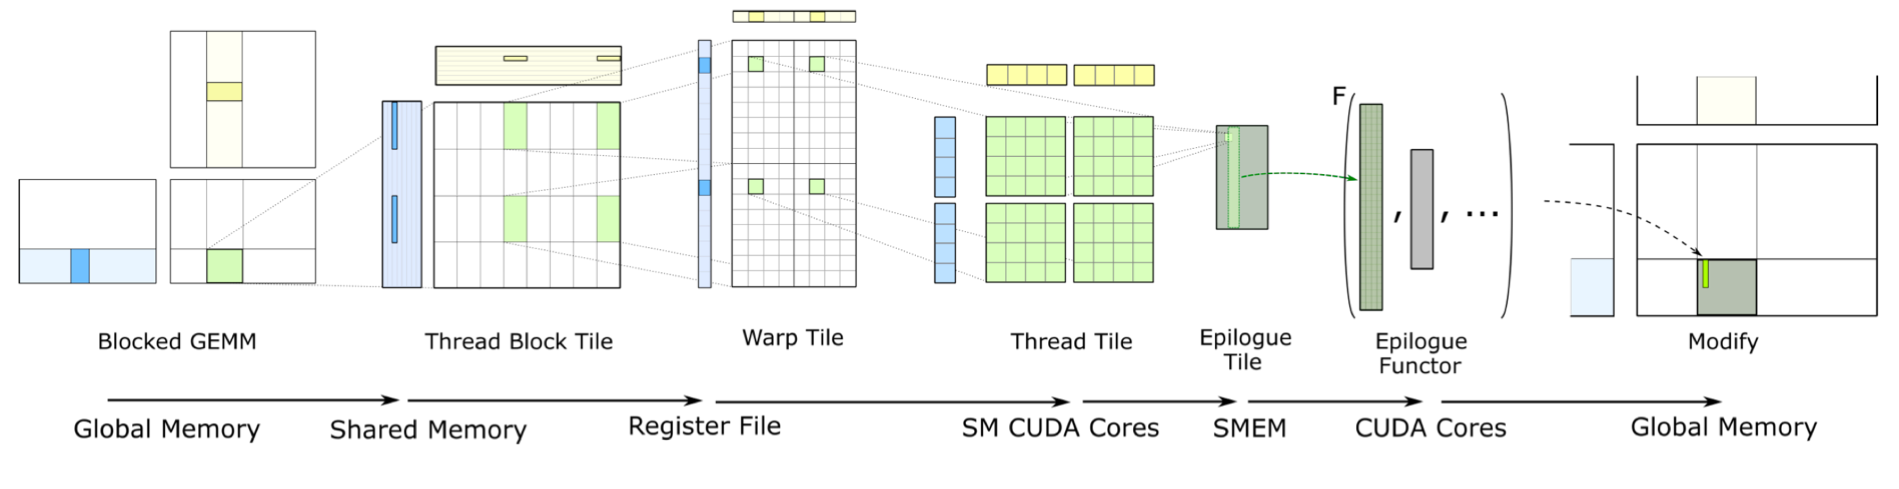 F
, , ...
Blocked GEMM
Thread Block Tile
Warp Tile
Thread Tile
Epilogue
Tile
Epilogue
Functor
Modify
Global Memory
Shared Memory
Register File
SM CUDA Cores
SMEM
CUDA Cores
Global Memory